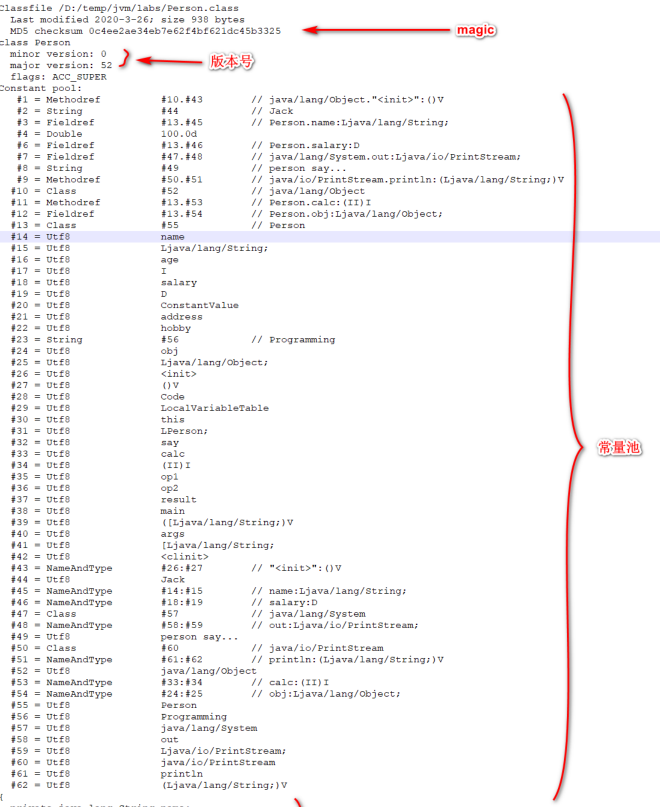 Classfile /D:/temp/jvm/labs/Person.class
Last modified 2020-3-26; size 938 bytes
MD5 checksum 0c4ee2ae34eb7e62f4bf621dc45b3325
magic
class Person
minor version: 0
major version: 52
版本号
flags: ACC_SUPER
Constant pool:
#1 = Methodref #10.#43 // java/lang/Object."<init>":()V
#2 = String #44 // Jack
#3 = Fieldref #13.#45 // Person.name:Ljava/lang/String;
#4 = Double 100.0d
#6 = Fieldref #13.#46 // Person.salary:D
#7 = Fieldref #47.#48 // java/lang/System.out:Ljava/io/PrintStream;
#8 = String #49 // person say...
#9 = Methodref #50.#51 // java/io/PrintStream.println:(Ljava/lang/String;)V
#10 = Class #52 // java/lang/Object
#11 = Methodref #13.#53 // Person.calc:(II)I
#12 = Fieldref #13.#54 // Person.obj:Ljava/lang/Object;
#13 = Class #55 // Person
#14 = Utf8 name
#15 = Utf8 Ljava/lang/String;
#16 = Utf8 age
#17 = Utf8 I
#18 = Utf8 salary
#19 = Utf8 D
#20 = Utf8 ConstantValue
#21 = Utf8 address
#22 = Utf8 hobby
#23 = String #56 // Programming
#24 = Utf8 obj
#25 = Utf8 Ljava/lang/Object;
#26 = Utf8 <init>
#27 = Utf8 ()V
#28 = Utf8 Code
#29 = Utf8 LocalVariableTable
#30 = Utf8 this
#31 = Utf8 LPerson;
#32 = Utf8 say
#33 = Utf8 calc
常量池
#34 = Utf8 (II)I
#35 = Utf8 op1
#36 = Utf8 op2
#37 = Utf8 result
#38 = Utf8 main
#39 = Utf8 ([Ljava/lang/String;)V
#40 = Utf8 args
#41 = Utf8 [Ljava/lang/String;
#42 = Utf8 <clinit>
#43 = NameAndType #26:#27 // "<init>":()V
#44 = Utf8 Jack
#45 = NameAndType #14:#15 // name:Ljava/lang/String;
#46 = NameAndType #18:#19 // salary:D
#47 = Class #57 // java/lang/System
#48 = NameAndType #58:#59 // out:Ljava/io/PrintStream;
#49 = Utf8 person say...
#50 = Class #60 // java/io/PrintStream
#51 = NameAndType #61:#62 // println:(Ljava/lang/String;)V
#52 = Utf8 java/lang/Object
#53 = NameAndType #33:#34 // calc:(II)I
#54 = NameAndType #24:#25 // obj:Ljava/lang/Object;
#55 = Utf8 Person
#56 = Utf8 Programming
#57 = Utf8 java/lang/System
#58 = Utf8 out
#59 = Utf8 Ljava/io/PrintStream;
#60 = Utf8 java/io/PrintStream
#61 = Utf8 println
#62 = Utf8 (Ljava/lang/String;)V
{